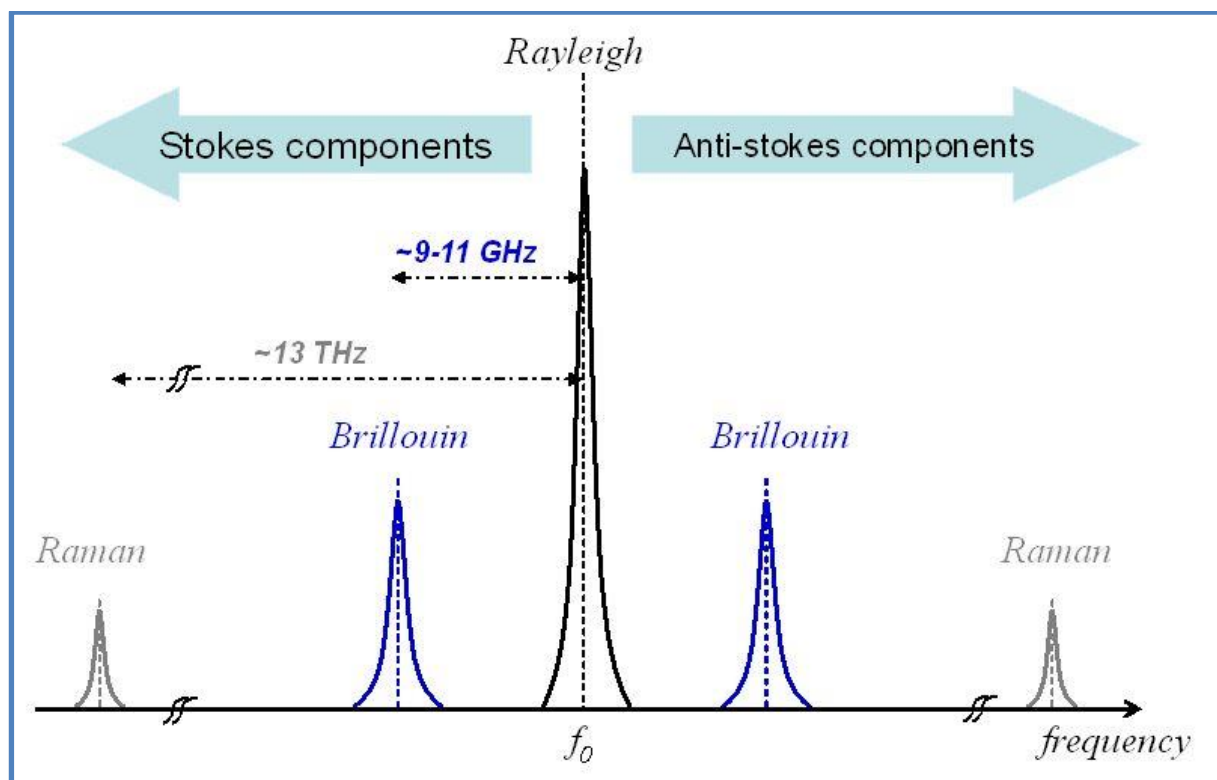 Rayleigh
Stokes components
Anti-stokes components
~9-11 GHz
~13 THz
Brillouin
Brillouin
Raman
Raman
f0
frequency